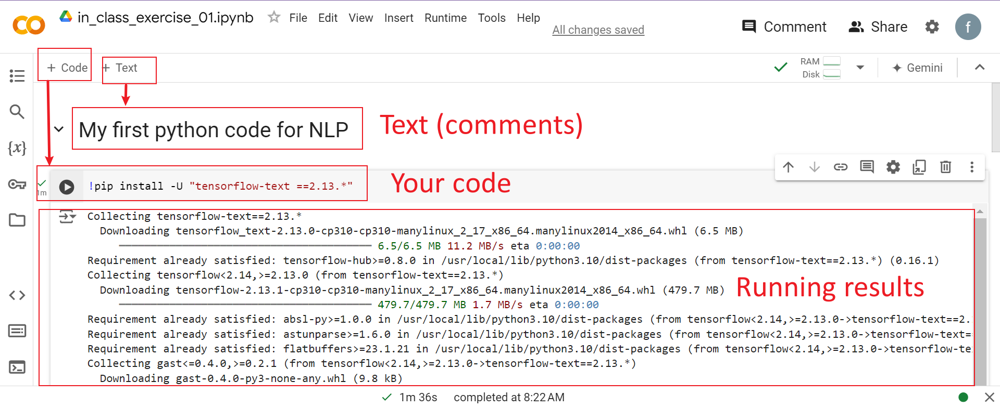 in_class_exercise_01.ipynb
File Edit View Insert Runtime Tools Help
All changes saved
Comment
Share
f
+ Code
+ Text
RAM
Disk
Gemini
My first python code for NLP
Text (comments)
{x}
1m
!pip install -U "tensorflow-text ==2.13.*"
Your code
Collecting tensorflow-text==2.13.*
Downloading tensorflow_text-2.13.0-cp310-cp310-manylinux_2_17_x86_64.manylinux2014_x86_64.whl (6.5 MB)
6.5/6.5 MB 11.2 MB/s eta 0:00:00
Requirement already satisfied: tensorflow-hub>=0.8.0 in /usr/local/lib/python3.10/dist-packages (from tensorflow-text==2.13.*) (0.16.1)
Collecting tensorflow<2.14,>=2.13.0 (from tensorflow-text==2.13.*)
Downloading tensorflow-2.13.1-cp310-cp310-manylinux_2_17_x86_64.manylinux2014_x86_64.whl (479.7 MB)
Running results
479.7/479.7 MB 1.7 MB/s eta 0:00:00
Requirement already satisfied: absl-py>=1.0.0 in /usr/local/lib/python3.10/dist-packages (from tensorflow<2.14,>=2.13.0->tensorflow-text==2.
Requirement already satisfied: astunparse>=1.6.0 in /usr/local/lib/python3.10/dist-packages (from tensorflow<2.14,>=2.13.0->tensorflow-text=
Requirement already satisfied: flatbuffers>=23.1.21 in /usr/local/lib/python3.10/dist-packages (from tensorflow<2.14,>=2.13.0->tensorflow-te
Collecting gast<=0.4.0,>=0.2.1 (from tensorflow<2.14,>=2.13.0->tensorflow-text==2.13.*)
Downloading gast-0.4.0-py3-none-any.whl (9.8 kB)
1m 36s completed at 8:22 AM